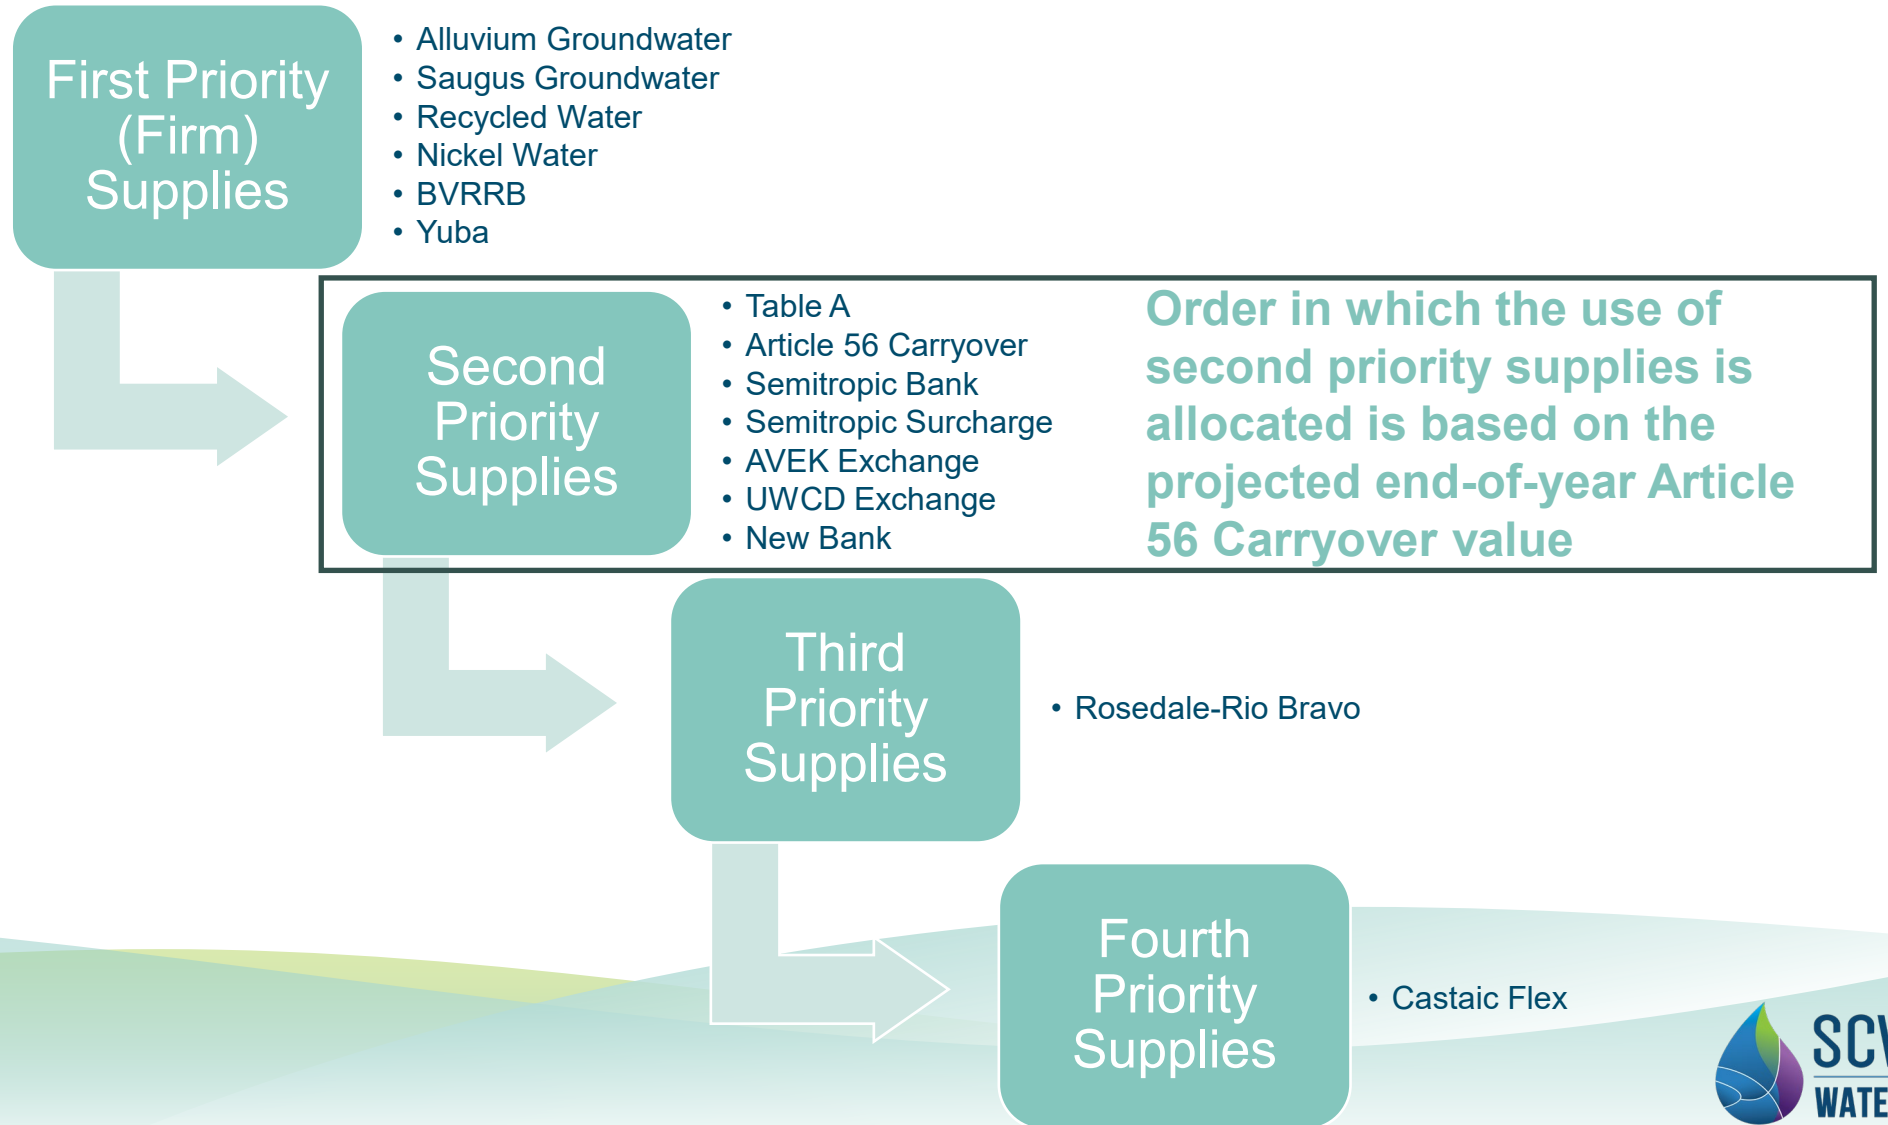 First Priority
(Firm)
Supplies
• Alluvium Groundwater
• Saugus Groundwater
• Recycled Water
• Nickel Water
• BVRRB
• Yuba
Second
Priority
Supplies
• Table A
• Article 56 Carryover
• Semitropic Bank
• Semitropic Surcharge
• AVEK Exchange
• UWCD Exchange
• New Bank
Order in which the use of
second priority supplies is
allocated is based on the
projected end-of-year Article
56 Carryover value
Third
Priority
Supplies
• Rosedale-Rio Bravo
Fourth
Priority
Supplies
• Castaic Flex